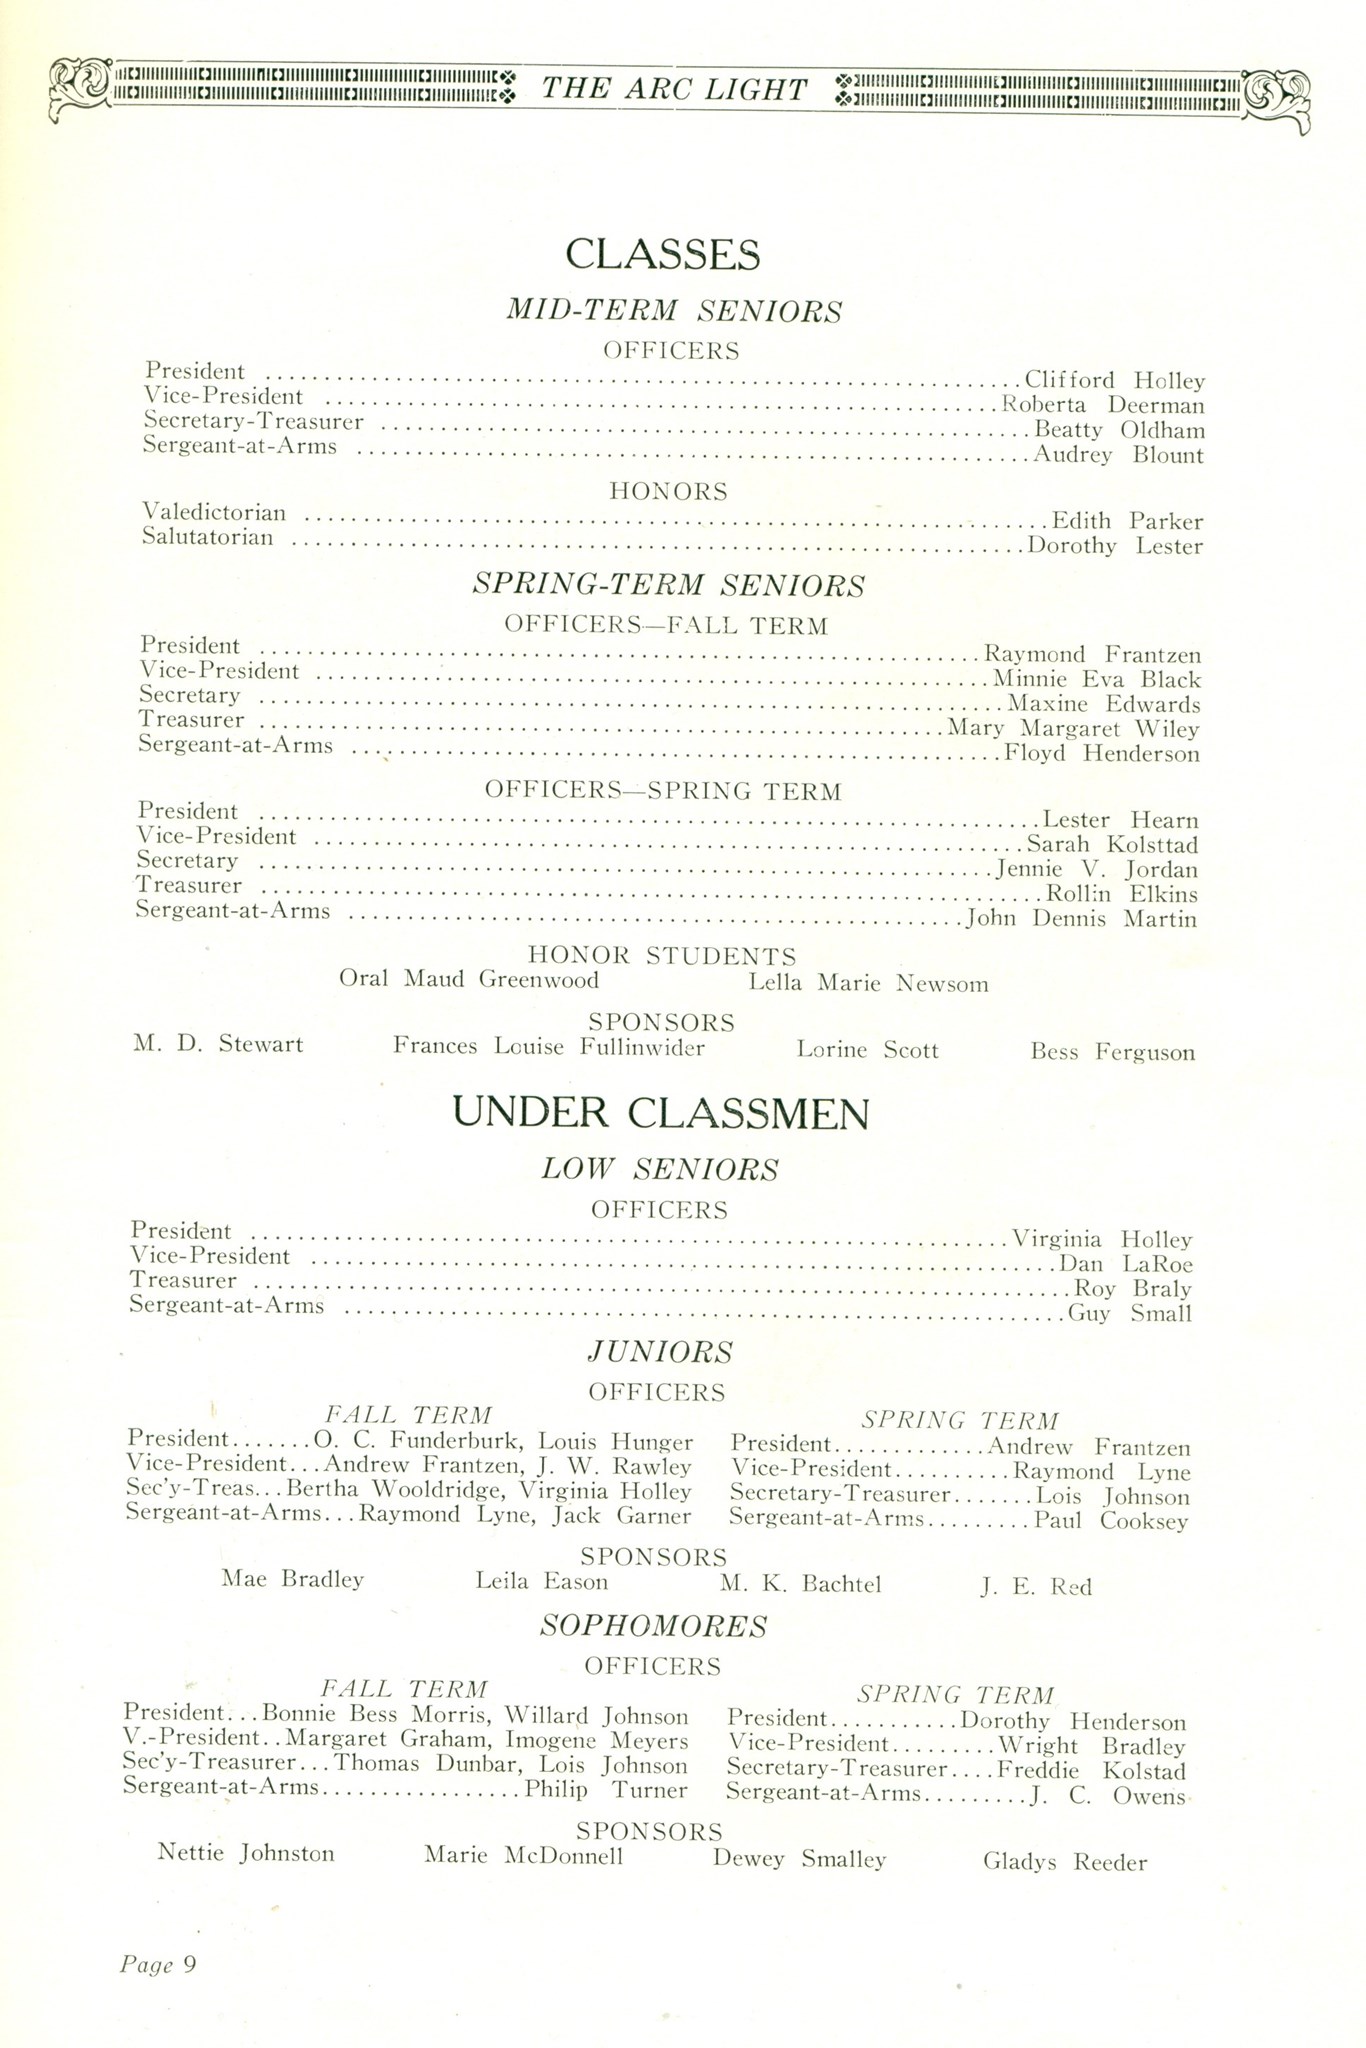 THE ARC LIGHT
CLASSES
MID-TERM SENIORS
OFFICERS
President ........ Clifford Holley
Vice-President ........ Roberta Deerman
Secretary-Treasurer ........ Beatty Oldham
Sergeant-at-Arms ........ Audrey Blount
HONORS
Valedictorian ........ Edith Parker
Salutatorian ........ Dorothy Lester
SPRING-TERM SENIORS
OFFICERS—FALL TERM
President ........ Raymond Frantzen
Vice-President ........ Minnie Eva Black
Secretary ........ Maxine Edwards
Treasurer ........ Mary Margaret Wiley
Sergeant-at-Arms ........ Floyd Henderson
OFFICERS—SPRING TERM
President ........ Lester Hearn
Vice-President ........ Sarah Kolsttad
Secretary ........ Jennie V. Jordan
Treasurer ........ Rollin Elkins
Sergeant-at-Arms ........ John Dennis Martin
HONOR STUDENTS
Oral Maud Greenwood Lella Marie Newsom
SPONSORS
M. D. Stewart Frances Louise Fullinwider Lorine Scott Bess Ferguson
UNDER CLASSMEN
LOW SENIORS
OFFICERS
President ........ Virginia Holley
Vice-President ........ Dan LaRoe
Treasurer ........ Roy Braly
Sergeant-at-Arms ........ Guy Small
JUNIORS
OFFICERS
FALL TERM
President.......O. C. Funderburk, Louis Hunger
Vice-President...Andrew Frantzen, J. W. Rawley
Sec'y-Treas...Bertha Wooldridge, Virginia Holley
Sergeant-at-Arms...Raymond Lyne, Jack Garner
SPRING TERM
President.............Andrew Frantzen
Vice-President..........Raymond Lyne
Secretary-Treasurer.......Lois Johnson
Sergeant-at-Arms.........Paul Cooksey
SPONSORS
Mae Bradley Leila Eason M. K. Bachtel J. E. Red
SOPHOMORES
OFFICERS
FALL TERM
President...Bonnie Bess Morris, Willard Johnson
V.-President..Margaret Graham, Imogene Meyers
Sec'y-Treasurer...Thomas Dunbar, Lois Johnson
Sergeant-at-Arms.................Philip Turner
SPRING TERM
President...........Dorothy Henderson
Vice-President.........Wright Bradley
Secretary-Treasurer....Freddie Kolstad
Sergeant-at-Arms.........J. C. Owens
SPONSORS
Nettie Johnston Marie McDonnell Dewey Smalley Gladys Reeder
Page 9